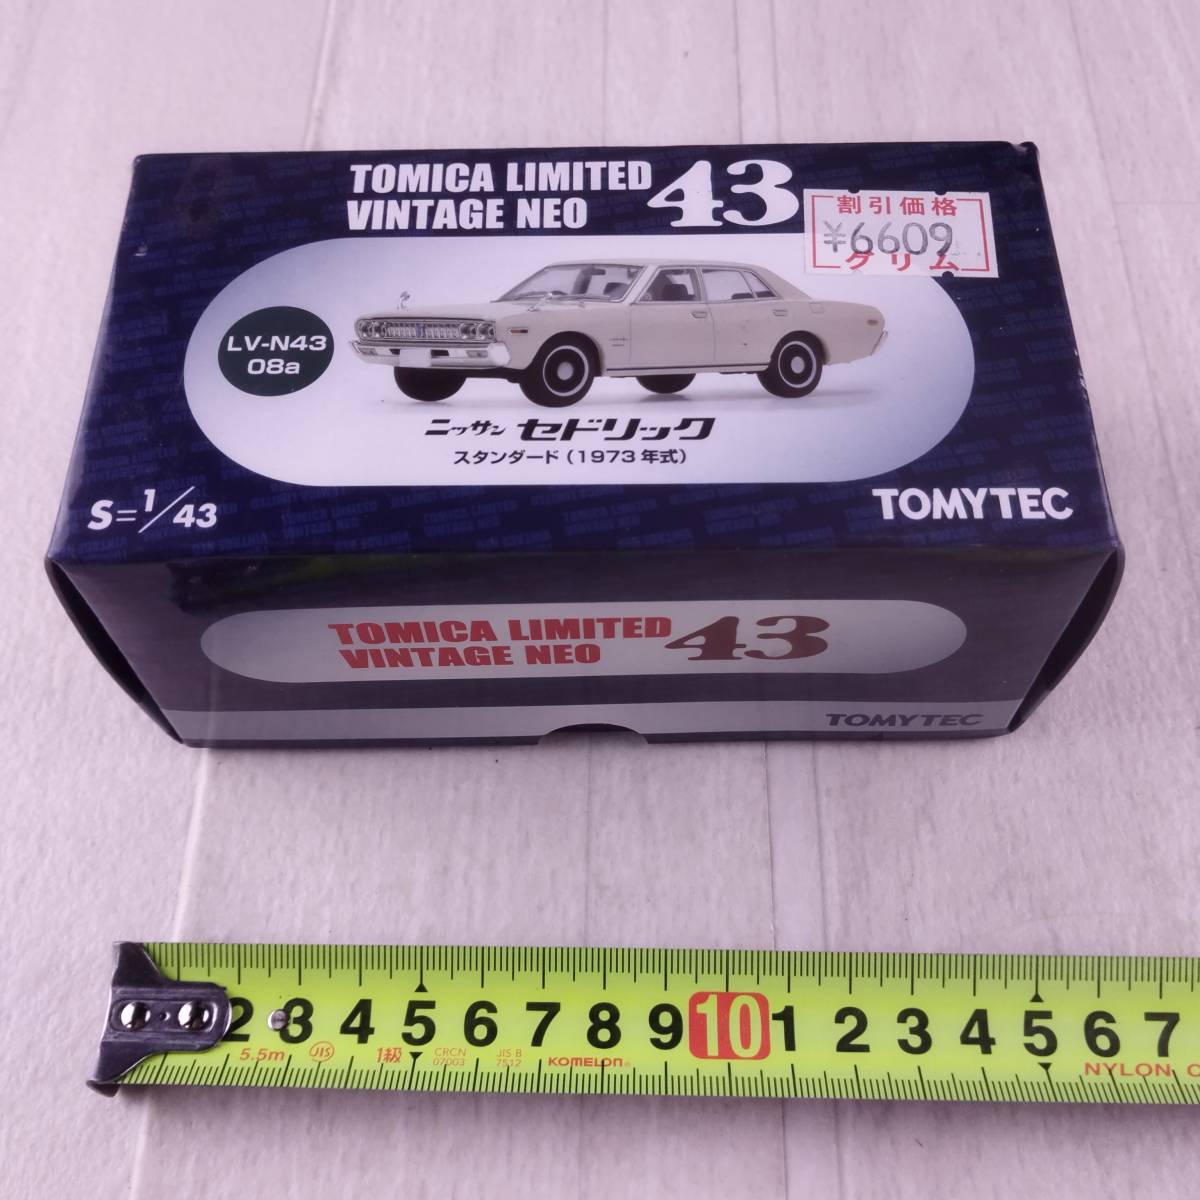 TOMICA LIMITED
VINTAGE NEO 43
割引価格
¥6609
クリム
LV-N43
08a
ニッサン セドリック
スタンダード（1973年式）
S=1/43
TOMYTEC
TOMICA LIMITED
VINTAGE NEO 43
TOMYTEC
2 3 4 5 6 7 8 9 10 1 2 3 4 5 6 7
5.5m JIS 1級 CRCN 07003 JIS B 7512 KOMELON NYLON C